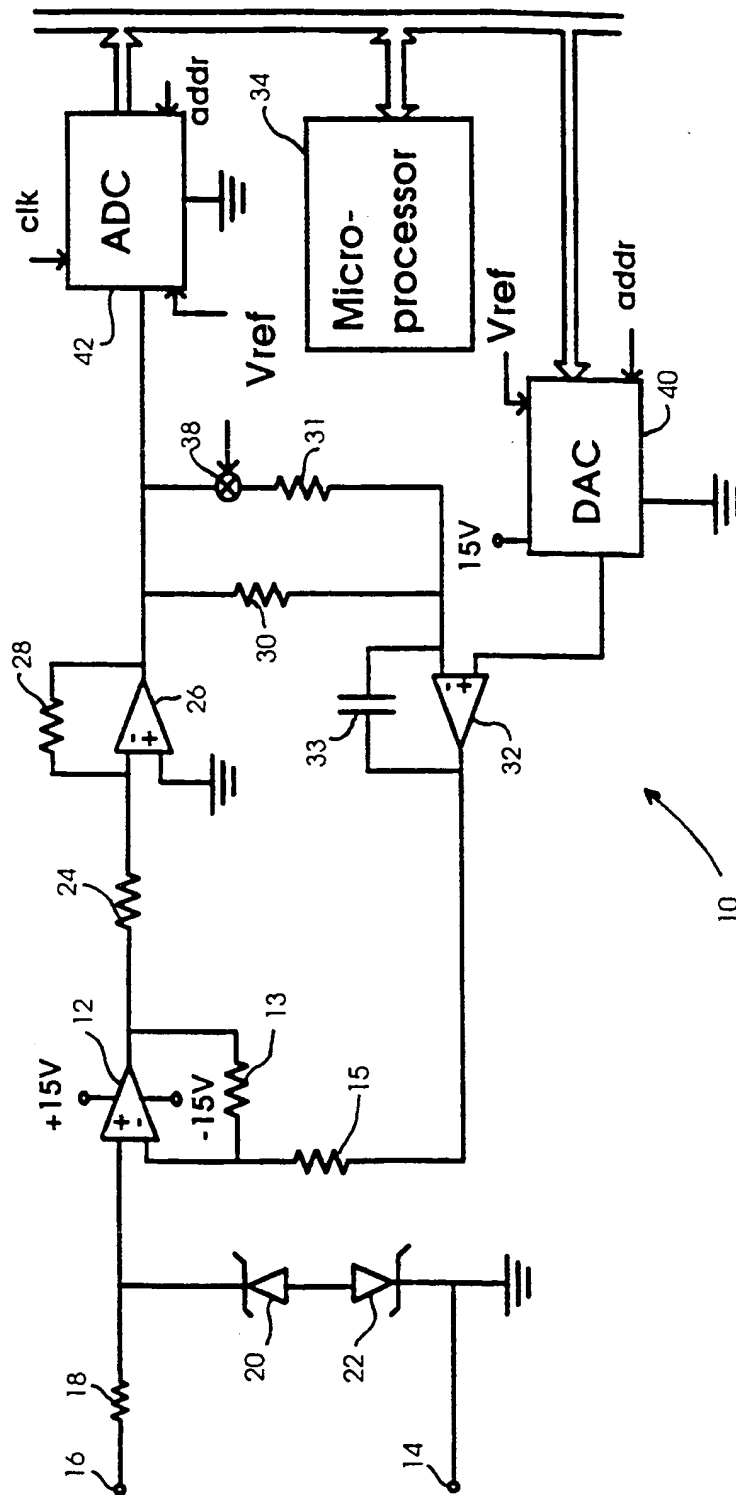 16
18
20
22
14
+15V
12
+
-
-15V
13
15
24
28
-
+
26
30
38
31
Vref
33
-
+
32
15V
DAC
40
Vref
addr
clk
ADC
42
addr
Micro-
processor
34
10